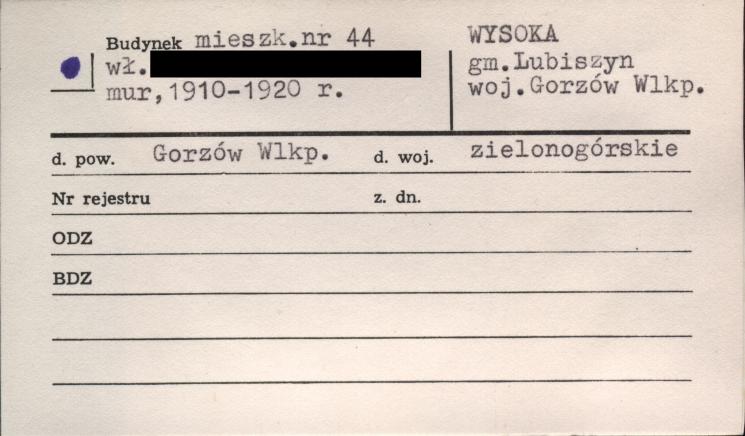 Budynek mieszk.nr 44
wł.
mur,1910-1920 r.
WYSOKA
gm.Lubiszyn
woj.Gorzów Wlkp.
d. pow. Gorzów Wlkp. d. woj. zielonogórskie
Nr rejestru z. dn.
ODZ
BDZ